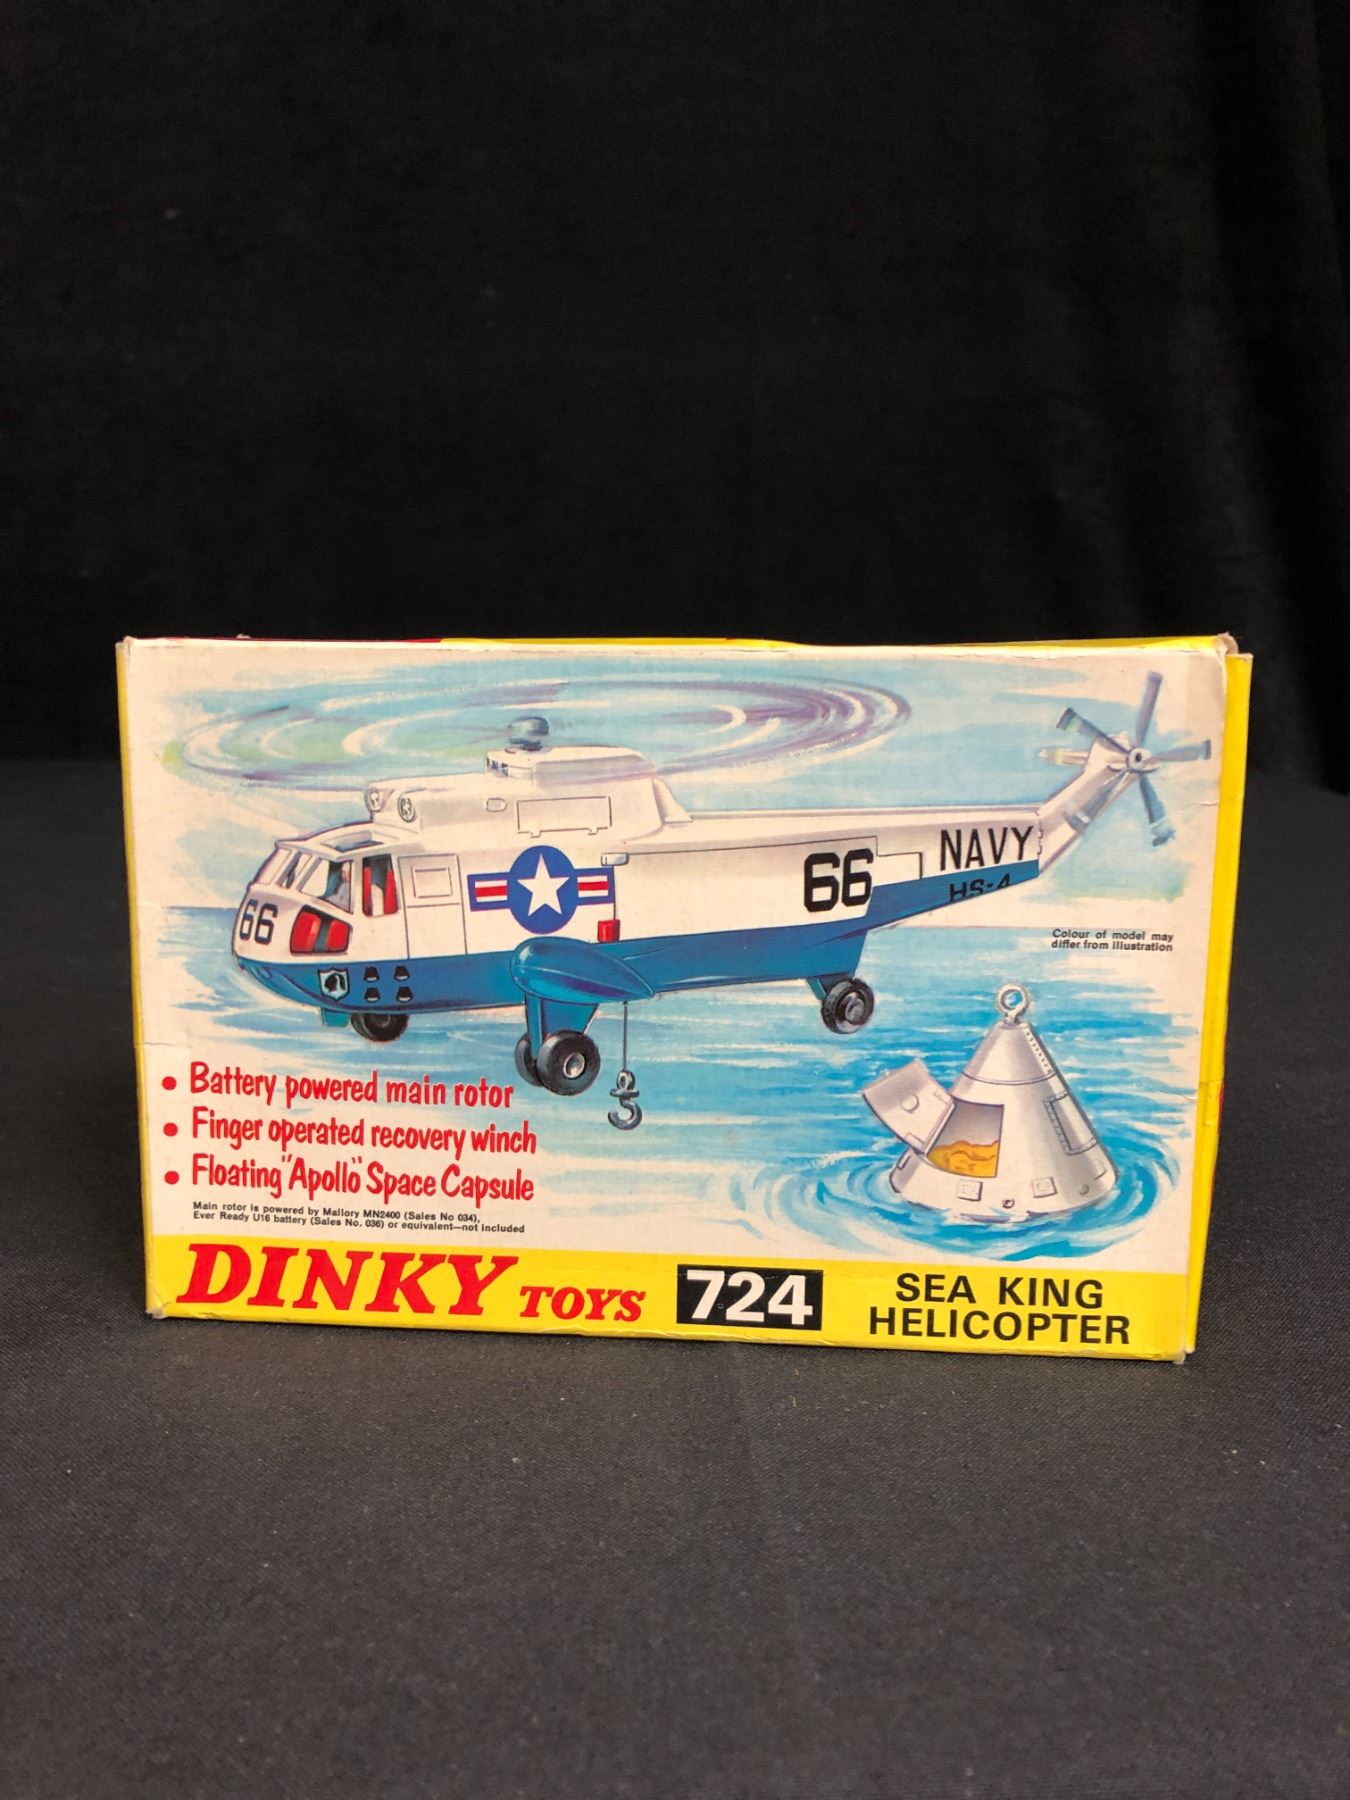 66
66
NAVY
HS-4
Colour of model may
differ from illustration
• Battery powered main rotor
• Finger operated recovery winch
• Floating "Apollo" Space Capsule
Main rotor is powered by Mallory MN2400 (Sales No 034),
Ever Ready U16 battery (Sales No. 036) or equivalent—not included
DINKY TOYS
724
SEA KING
HELICOPTER